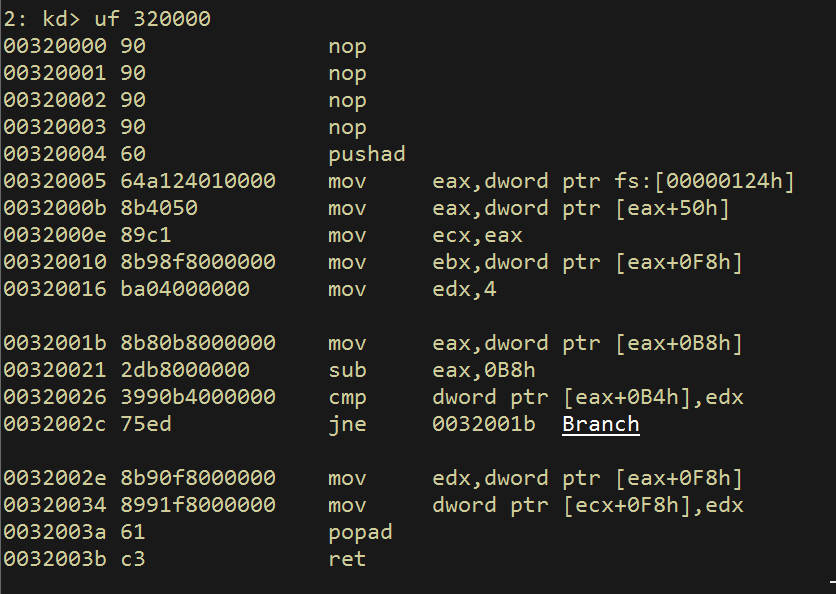 2: kd> uf 320000
00320000 90 nop
00320001 90 nop
00320002 90 nop
00320003 90 nop
00320004 60 pushad
00320005 64a124010000 mov eax,dword ptr fs:[00000124h]
0032000b 8b4050 mov eax,dword ptr [eax+50h]
0032000e 89c1 mov ecx,eax
00320010 8b98f8000000 mov ebx,dword ptr [eax+0F8h]
00320016 ba04000000 mov edx,4
0032001b 8b80b8000000 mov eax,dword ptr [eax+0B8h]
00320021 2db8000000 sub eax,0B8h
00320026 3990b4000000 cmp dword ptr [eax+0B4h],edx
0032002c 75ed jne 0032001b Branch
0032002e 8b90f8000000 mov edx,dword ptr [eax+0F8h]
00320034 8991f8000000 mov dword ptr [ecx+0F8h],edx
0032003a 61 popad
0032003b c3 ret